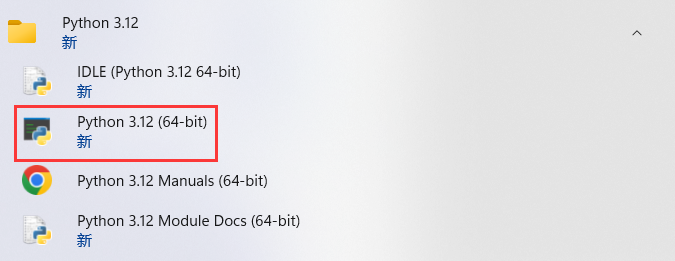 Python 3.12
新
IDLE (Python 3.12 64-bit)
新
Python 3.12 (64-bit)
新
Python 3.12 Manuals (64-bit)
Python 3.12 Module Docs (64-bit)
新